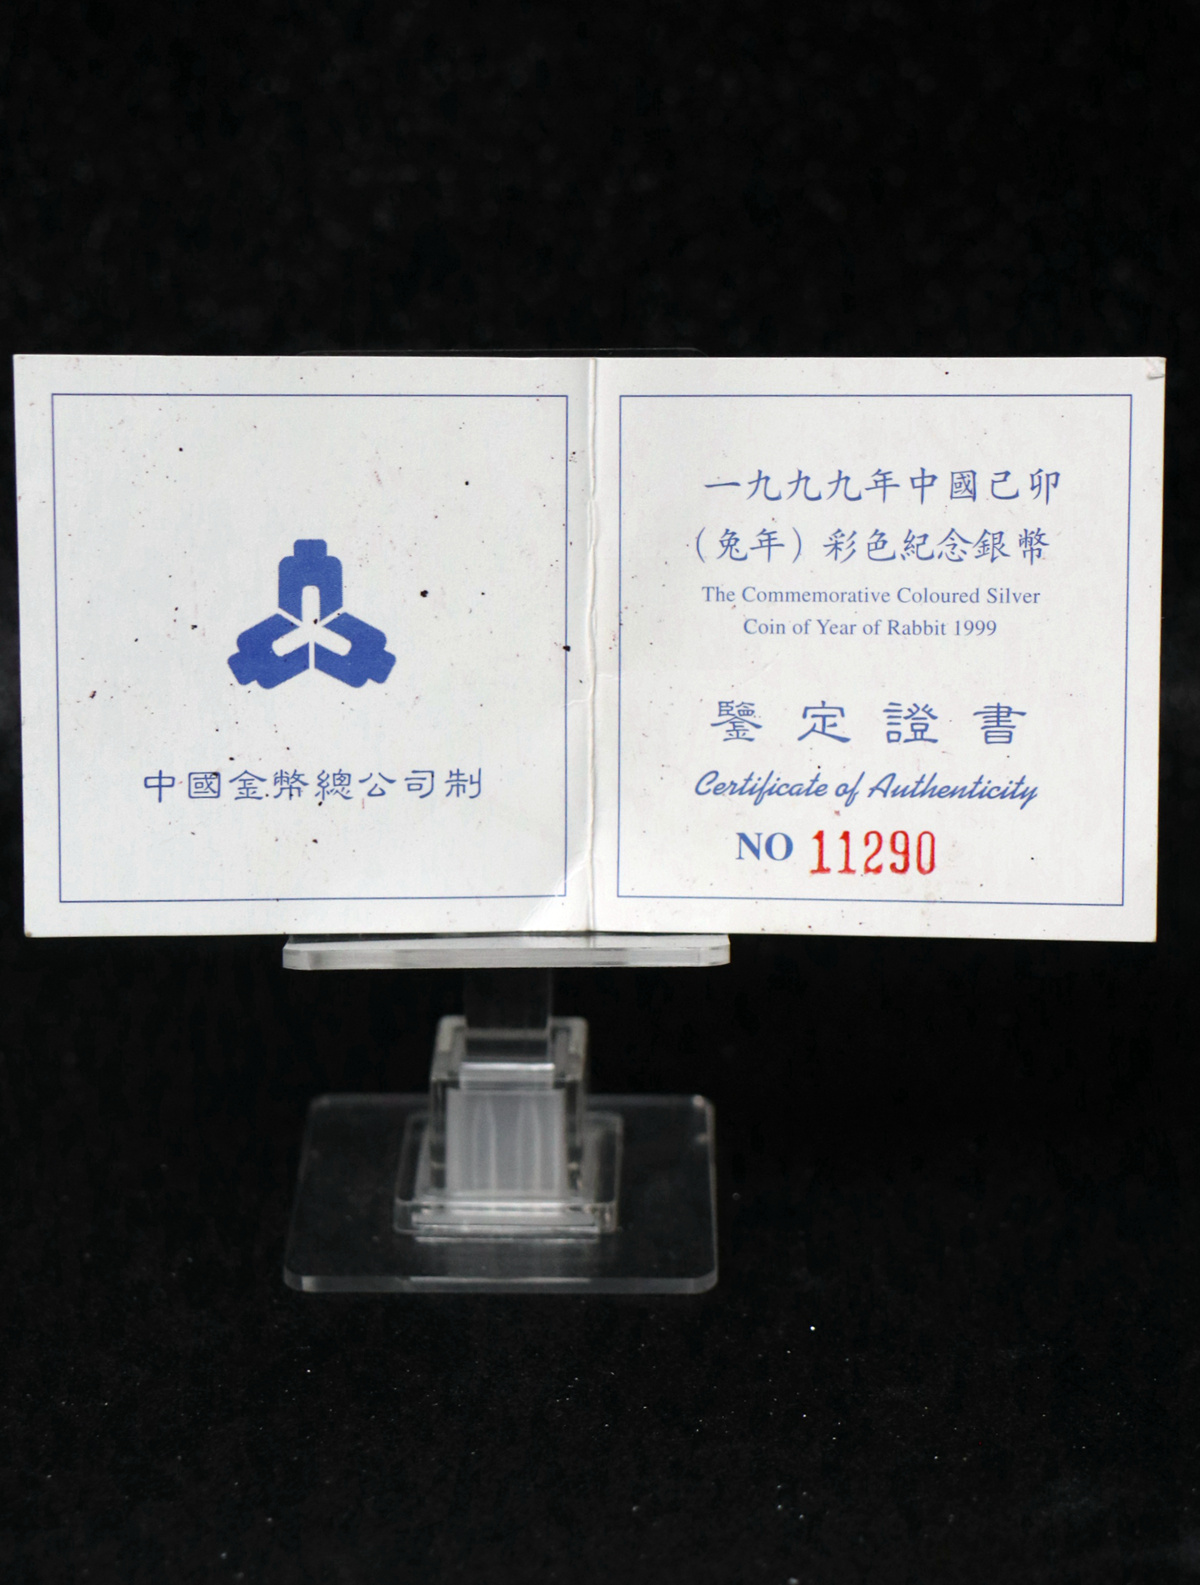 中國金幣總公司制
一九九九年中國己卯
（兔年）彩色紀念銀幣
The Commemorative Coloured Silver
Coin of Year of Rabbit 1999
鑒定證書
Certificate of Authenticity
NO 11290